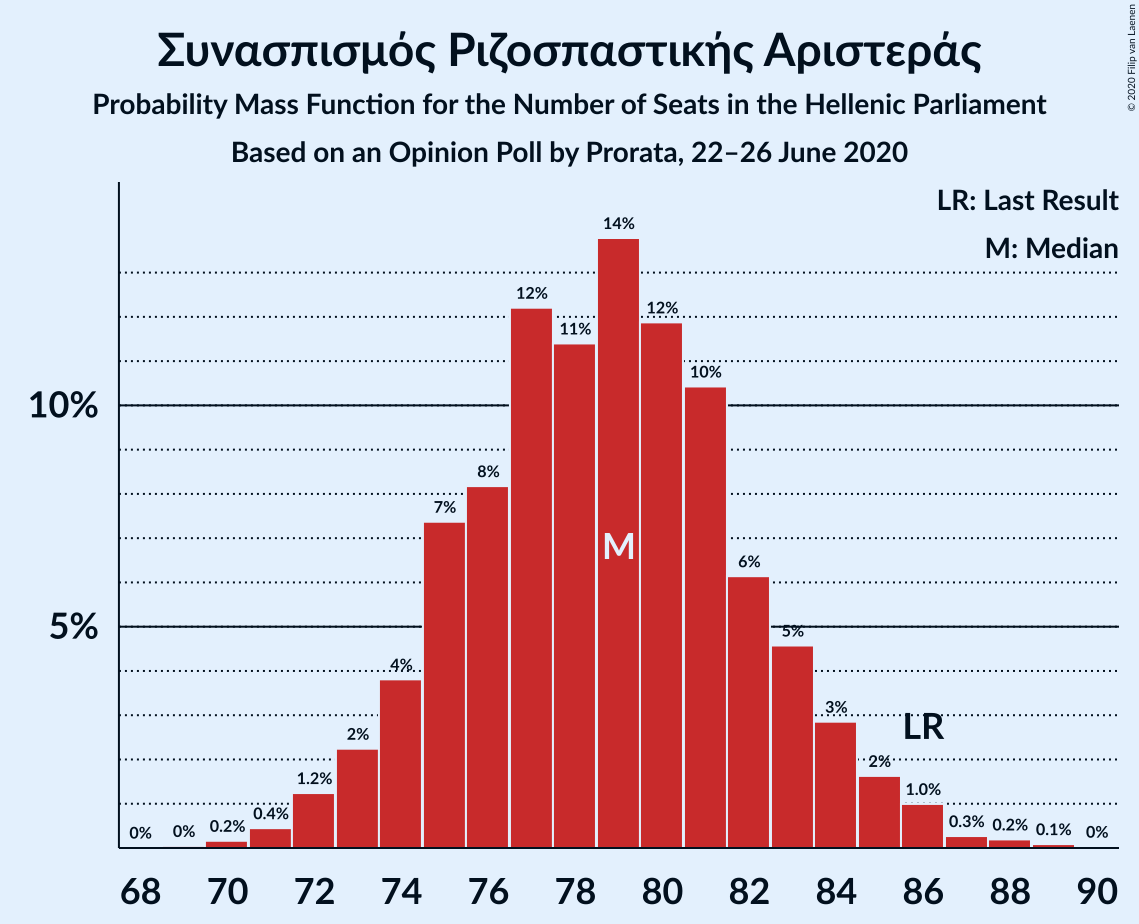 Συνασπισμός Ριζοσπαστικής Αριστεράς
Probability Mass Function for the Number of Seats in the Hellenic Parliament
Based on an Opinion Poll by Prorata, 22–26 June 2020
© 2020 Filip van Laenen
LR: Last Result
M: Median
10%
5%
0% 0% 0.2% 0.4% 1.2% 2% 4% 7% 8% 12% 11% 14% 12% 10% 6% 5% 3% 2% 1.0% 0.3% 0.2% 0.1% 0%
M
LR
68 70 72 74 76 78 80 82 84 86 88 90